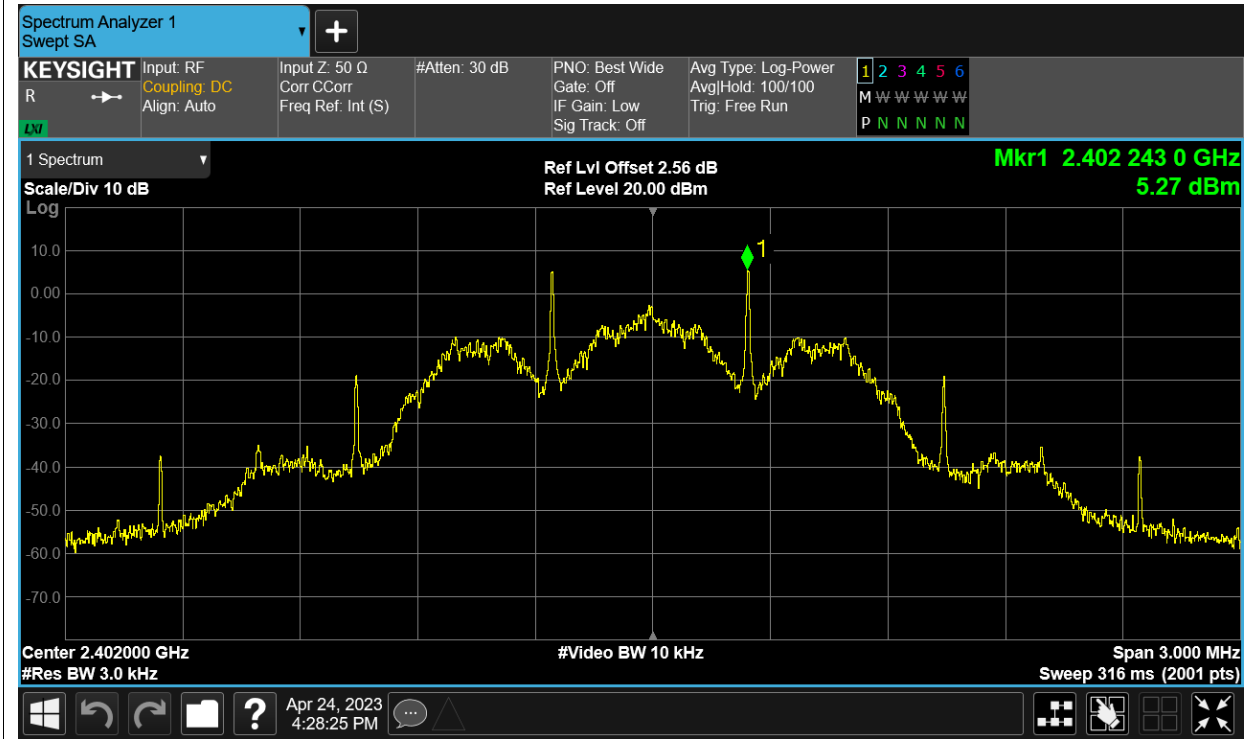 Spectrum Analyzer 1
Swept SA
KEYSIGHT
R
LXI
Input: RF
Coupling: DC
Align: Auto
Input Z: 50 Ω
Corr CCorr
Freq Ref: Int (S)
#Atten: 30 dB
PNO: Best Wide
Gate: Off
IF Gain: Low
Sig Track: Off
Avg Type: Log-Power
Avg|Hold: 100/100
Trig: Free Run
1 2 3 4 5 6
M W W W W W W
P N N N N N N
1 Spectrum
Scale/Div 10 dB
Log
Ref Lvl Offset 2.56 dB
Ref Level 20.00 dBm
Mkr1 2.402 243 0 GHz
5.27 dBm
1
10.0
0.00
-10.0
-20.0
-30.0
-40.0
-50.0
-60.0
-70.0
Center 2.402000 GHz
#Res BW 3.0 kHz
#Video BW 10 kHz
Span 3.000 MHz
Sweep 316 ms (2001 pts)
?
Apr 24, 2023
4:28:25 PM